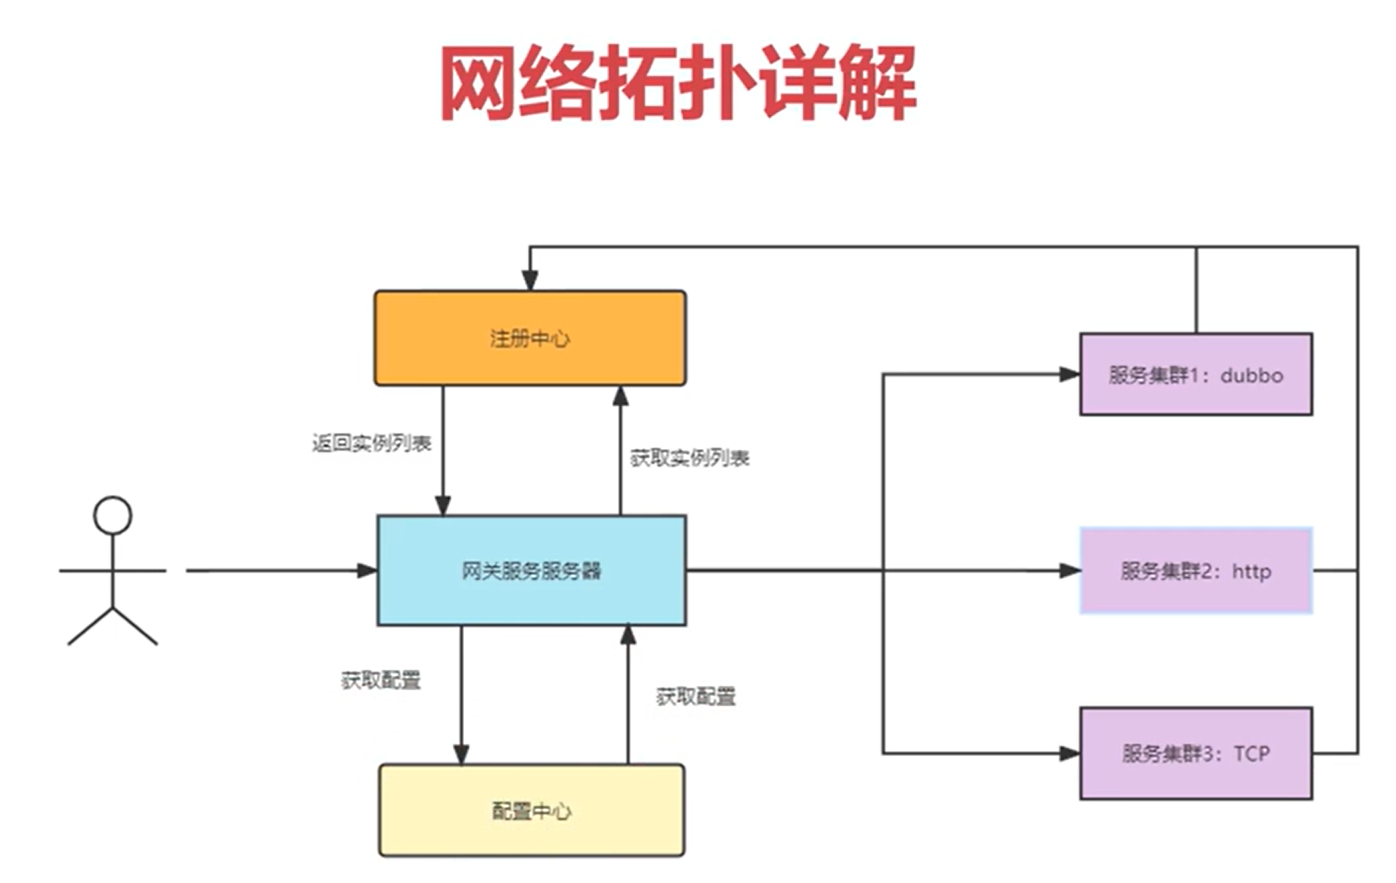 网络拓扑详解
注册中心
服务集群1：dubbo
返回实例列表
获取实例列表
网关服务服务器
服务集群2：http
获取配置
获取配置
服务集群3：TCP
配置中心